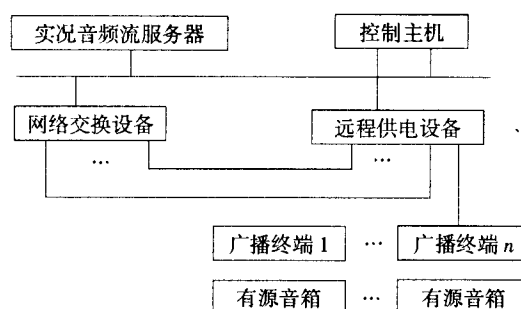 实况音频流服务器 控制主机
网络交换设备 远程供电设备 、
… …
广播终端 1 … 广播终端 n
有源音箱 … 有源音箱